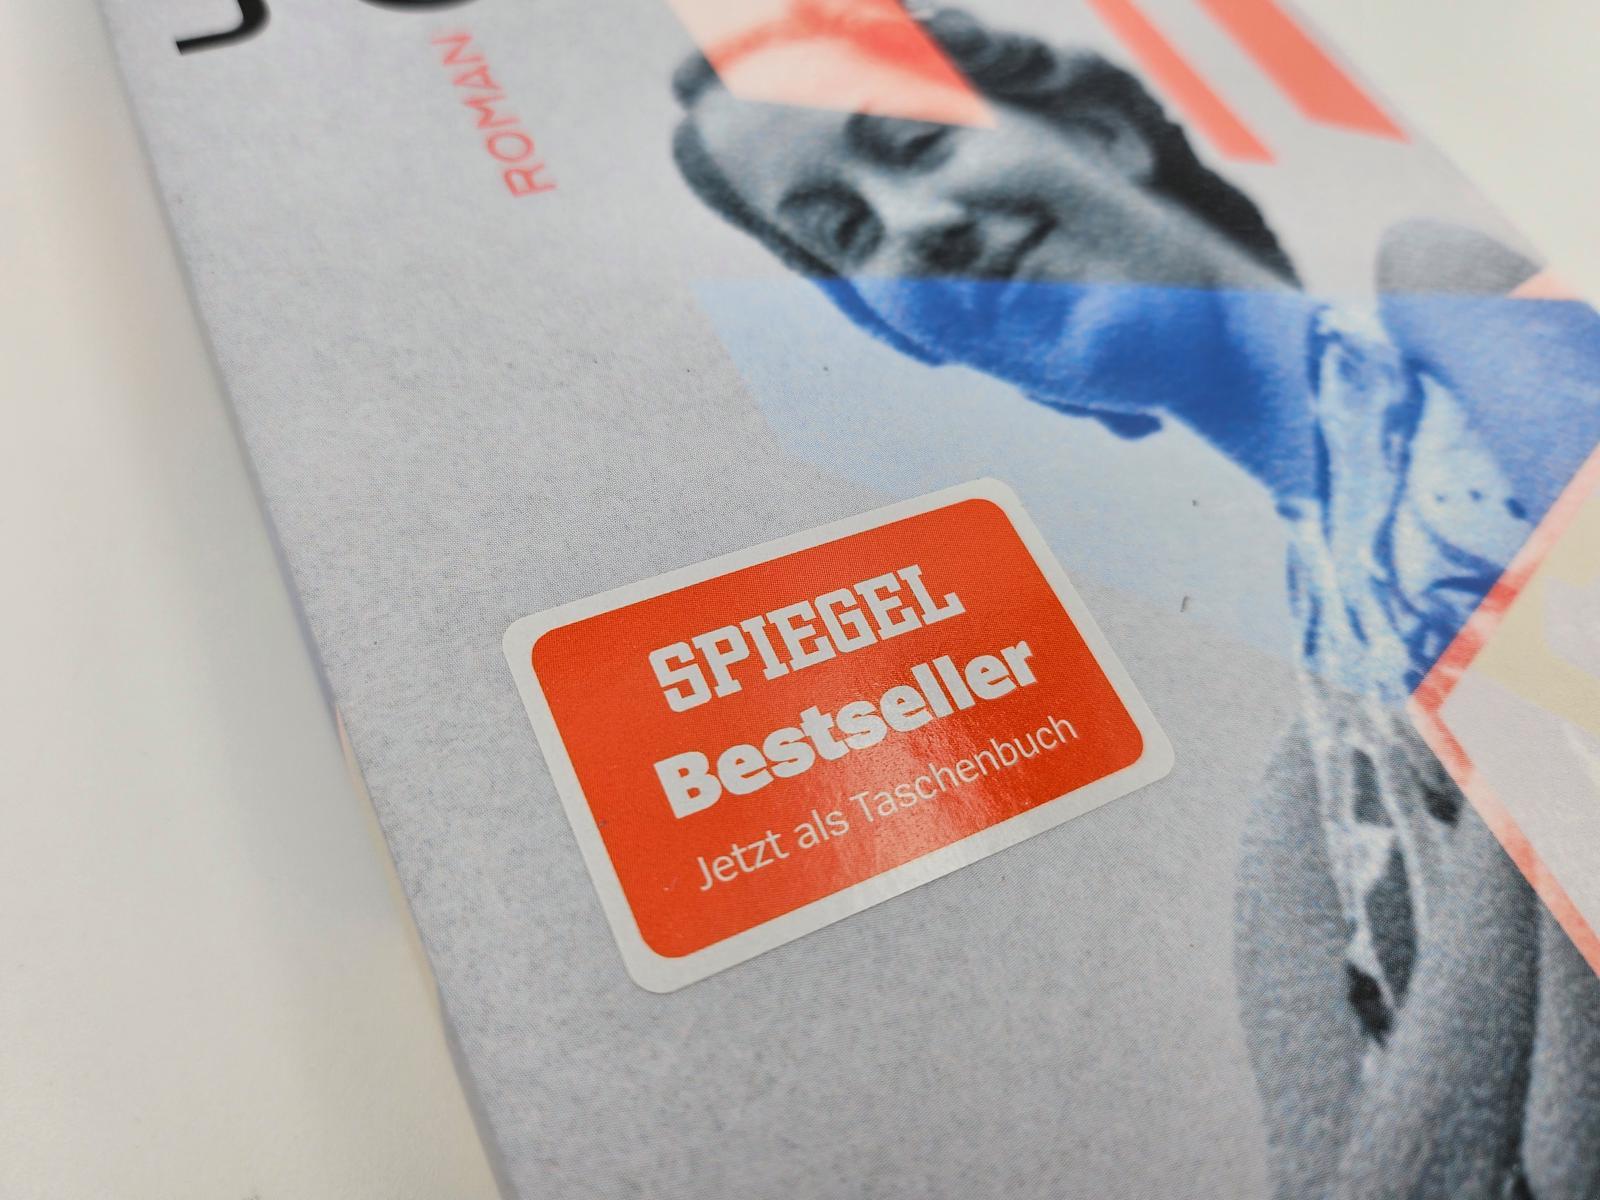 ROMAN
SPIEGEL
Bestseller
Jetzt als Taschenbuch